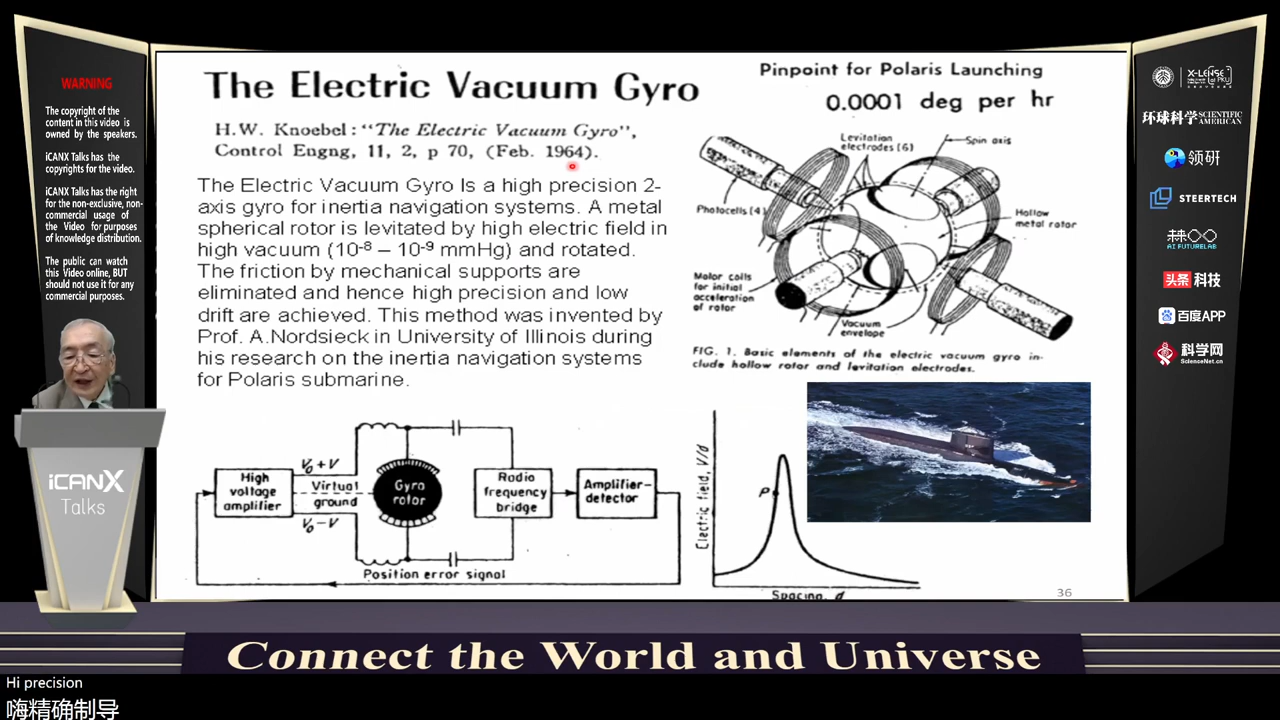 WARNING
The copyright of the
content in this video is
owned by the speakers.
iCANX Talks has the
copyrights for the video.
iCANX Talks has the right
for the non-exclusive, non-
commercial usage of
the Video for purposes
of knowledge distribution.
The public can watch
this Video online, BUT
should not use it for any
commercial purposes.
iCANX
Talks
The Electric Vacuum Gyro
H.W. Knoebel: "The Electric Vacuum Gyro",
Control Engng, 11, 2, p 70, (Feb. 1964).
The Electric Vacuum Gyro Is a high precision 2-
axis gyro for inertia navigation systems. A metal
spherical rotor is levitated by high electric field in
high vacuum (10⁻⁸ – 10⁻⁹ mmHg) and rotated.
The friction by mechanical supports are
eliminated and hence high precision and low
drift are achieved. This method was invented by
Prof. A.Nordsieck in University of Illinois during
his research on the inertia navigation systems
for Polaris submarine.
Pinpoint for Polaris Launching
0.0001 deg per hr
Levitation
electrodes (6)
Spin axis
Photocells (4)
Hollow
metal rotor
Motor coils
for initial
acceleration
of rotor
Vacuum
envelope
FIG. 1. Basic elements of the electric vacuum gyro in-
clude hollow rotor and levitation electrodes.
High
voltage
amplifier
V₀+V
Virtual
ground
V₀-V
Gyro
rotor
Radio
frequency
bridge
Amplifier-
detector
Position error signal
Electric field, V/d
P
Spacing, d
36
X-LENSE
环球科学 SCIENTIFIC AMERICAN
领研
STEERTECH
AI FUTURELAB
头条 科技
百度APP
科学网
ScienceNet.cn
Connect the World and Universe
Hi precision
嗨精确制导